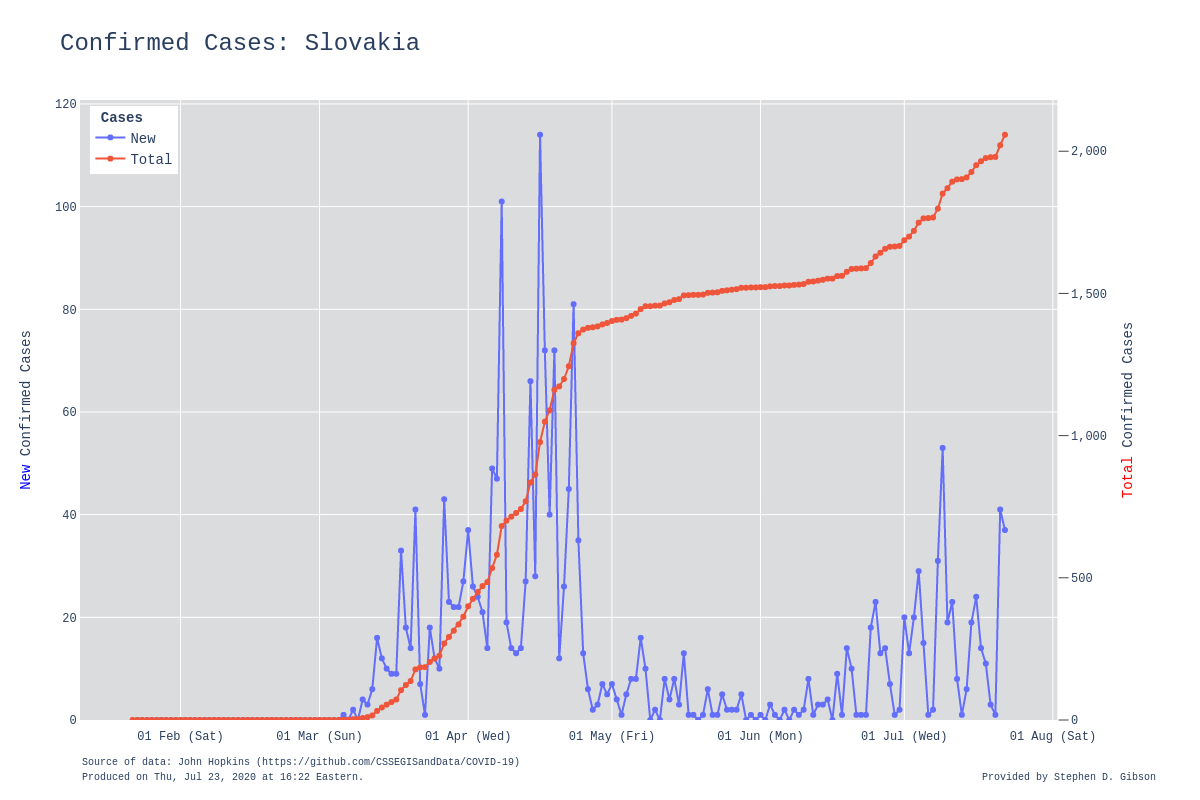 Confirmed Cases: Slovakia
Cases
New
Total
120
100
80
60
40
20
0
2,000
1,500
1,000
500
0
New Confirmed Cases
Total Confirmed Cases
01 Feb (Sat) 01 Mar (Sun) 01 Apr (Wed) 01 May (Fri) 01 Jun (Mon) 01 Jul (Wed) 01 Aug (Sat)
Source of data: John Hopkins (https://github.com/CSSEGISandData/COVID-19)
Produced on Thu, Jul 23, 2020 at 16:22 Eastern.
Provided by Stephen D. Gibson